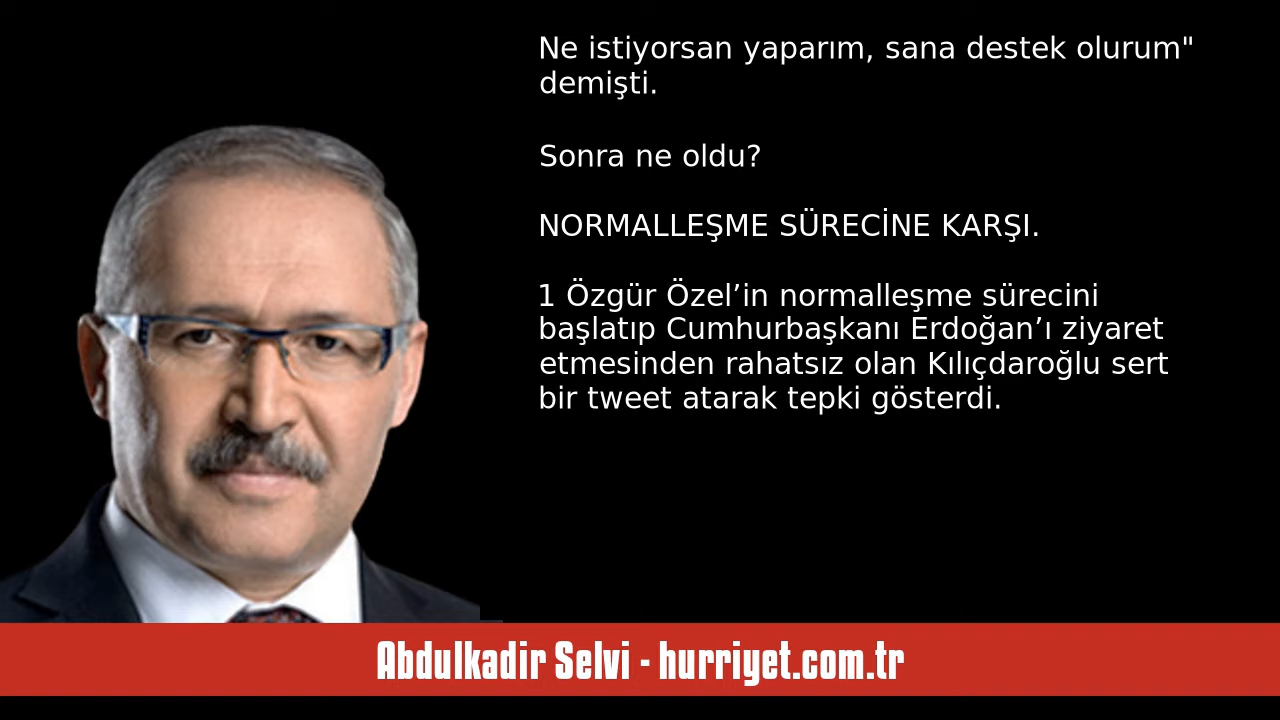 Ne istiyorsan yaparım, sana destek olurum"
demişti.
Sonra ne oldu?
NORMALLEŞME SÜRECİNE KARŞI.
1 Özgür Özel’in normalleşme sürecini
başlatıp Cumhurbaşkanı Erdoğan’ı ziyaret
etmesinden rahatsız olan Kılıçdaroğlu sert
bir tweet atarak tepki gösterdi.
Abdulkadir Selvi - hurriyet.com.tr